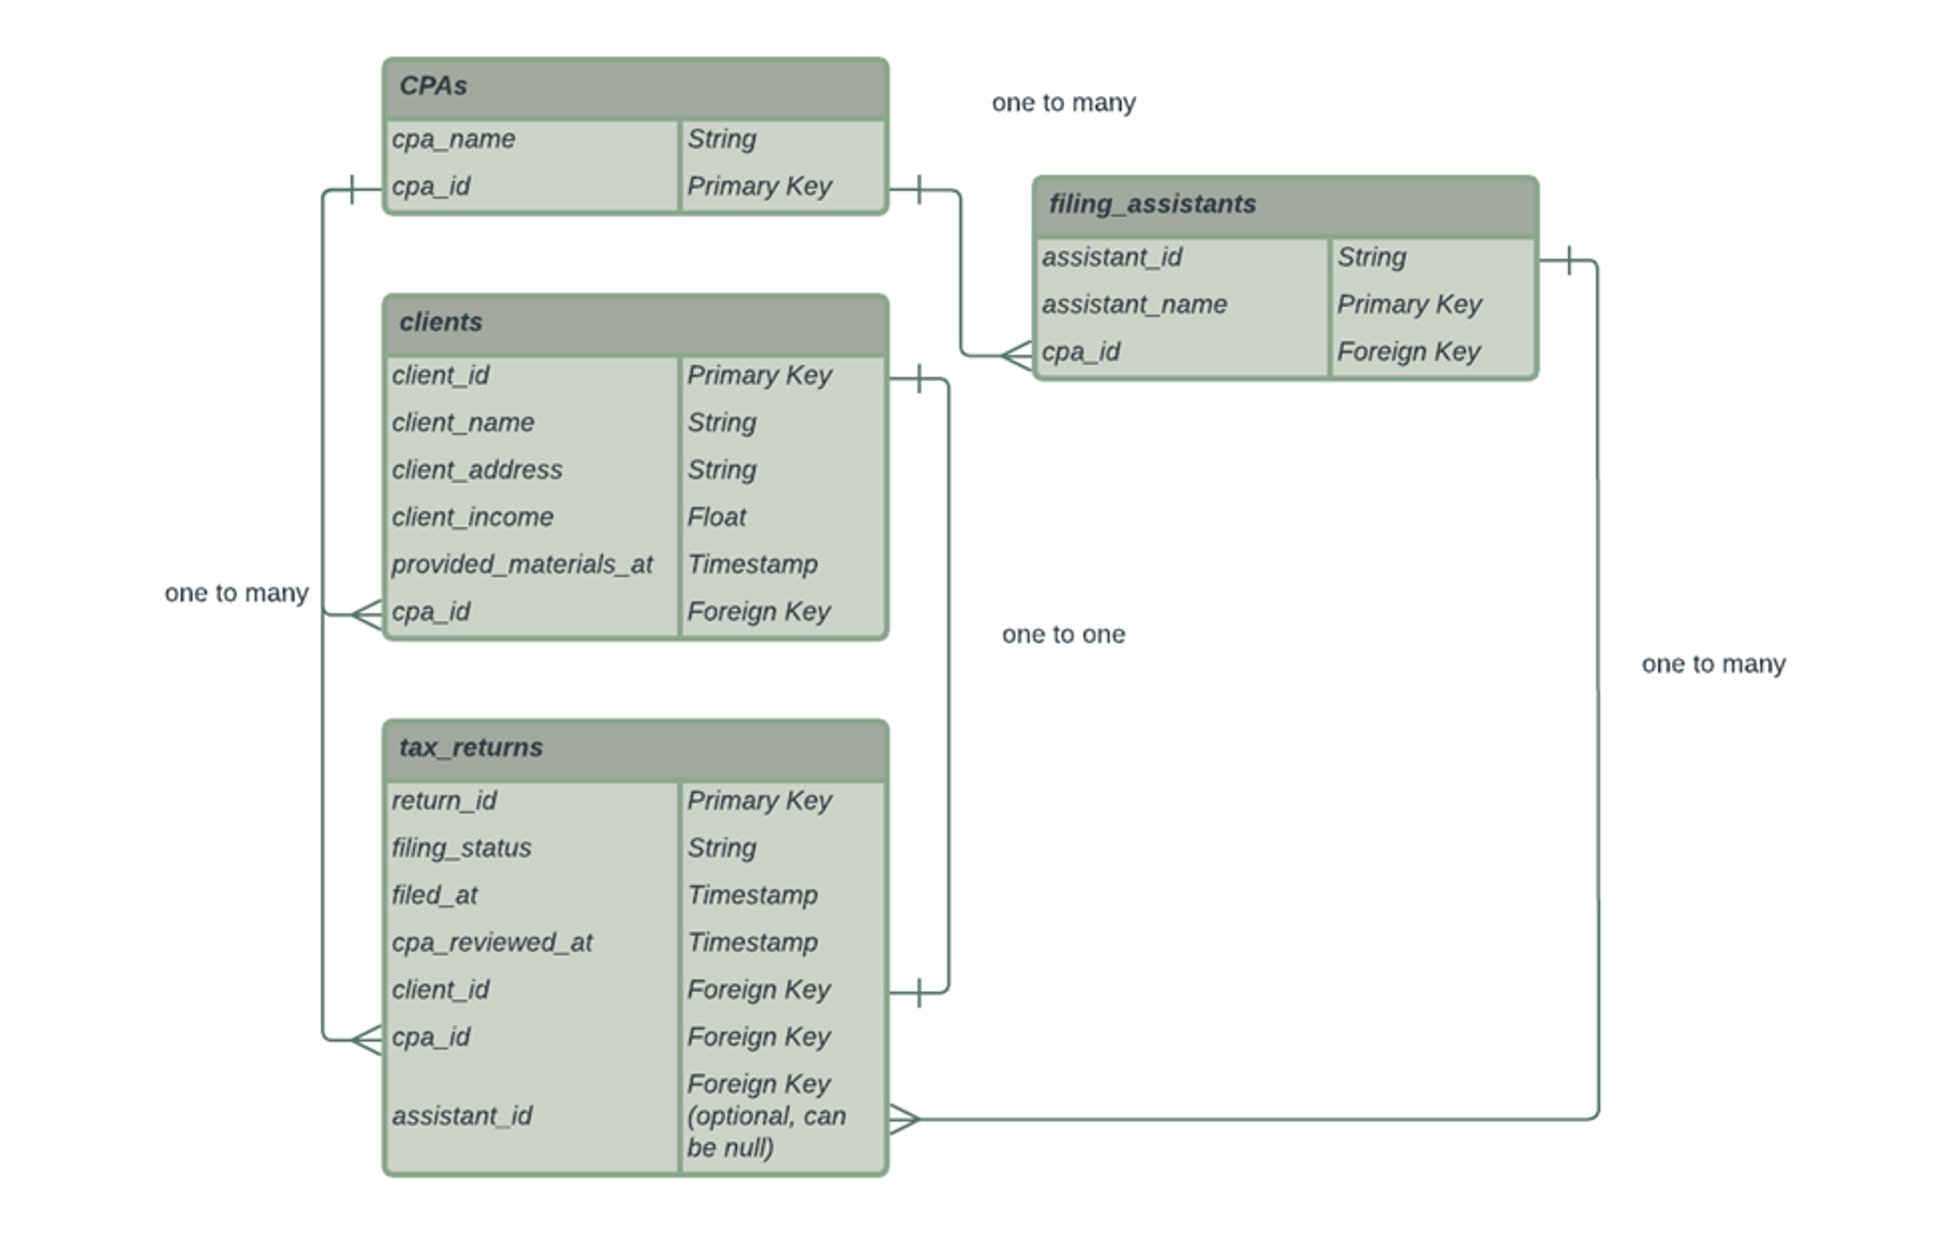 CPAs
cpa_name String
cpa_id Primary Key
one to many
filing_assistants
assistant_id String
assistant_name Primary Key
cpa_id Foreign Key
clients
client_id Primary Key
client_name String
client_address String
client_income Float
provided_materials_at Timestamp
cpa_id Foreign Key
one to many
one to one
one to many
tax_returns
return_id Primary Key
filing_status String
filed_at Timestamp
cpa_reviewed_at Timestamp
client_id Foreign Key
cpa_id Foreign Key
assistant_id Foreign Key
(optional, can
be null)